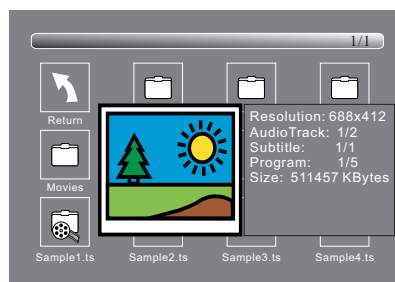 1/1
Return
Resolution: 688x412
AudioTrack: 1/2
Subtitle: 1/1
Program: 1/5
Size: 511457 KBytes
Movies
Sample1.ts Sample2.ts Sample3.ts Sample4.ts